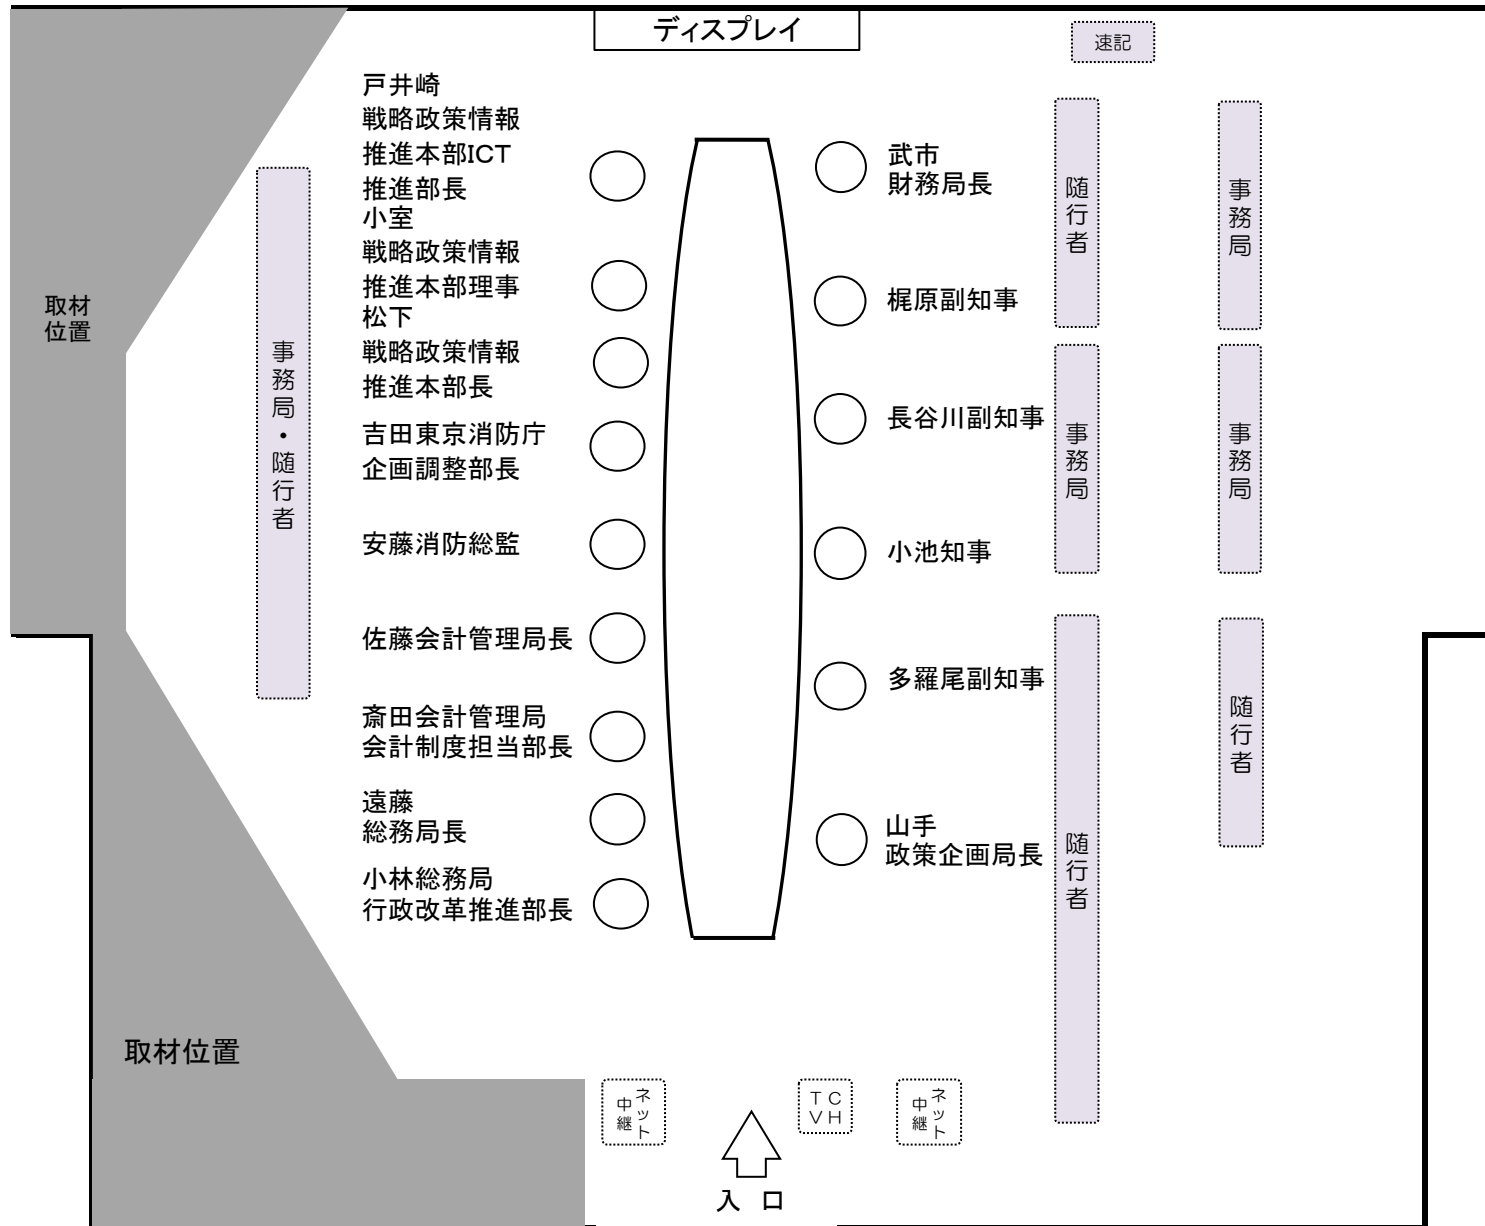 ディスプレイ
速記
戸井崎
戦略政策情報
推進本部ICT
推進部長
小室
戦略政策情報
推進本部理事
松下
戦略政策情報
推進本部長
吉田東京消防庁
企画調整部長
安藤消防総監
佐藤会計管理局長
斎田会計管理局
会計制度担当部長
遠藤
総務局長
小林総務局
行政改革推進部長
武市
財務局長
梶原副知事
長谷川副知事
小池知事
多羅尾副知事
山手
政策企画局長
取材
位置
事務局・随行者
随行者
事務局
事務局
事務局
随行者
随行者
取材位置
ネット
中継
TV
CH
ネット
中継
入 口